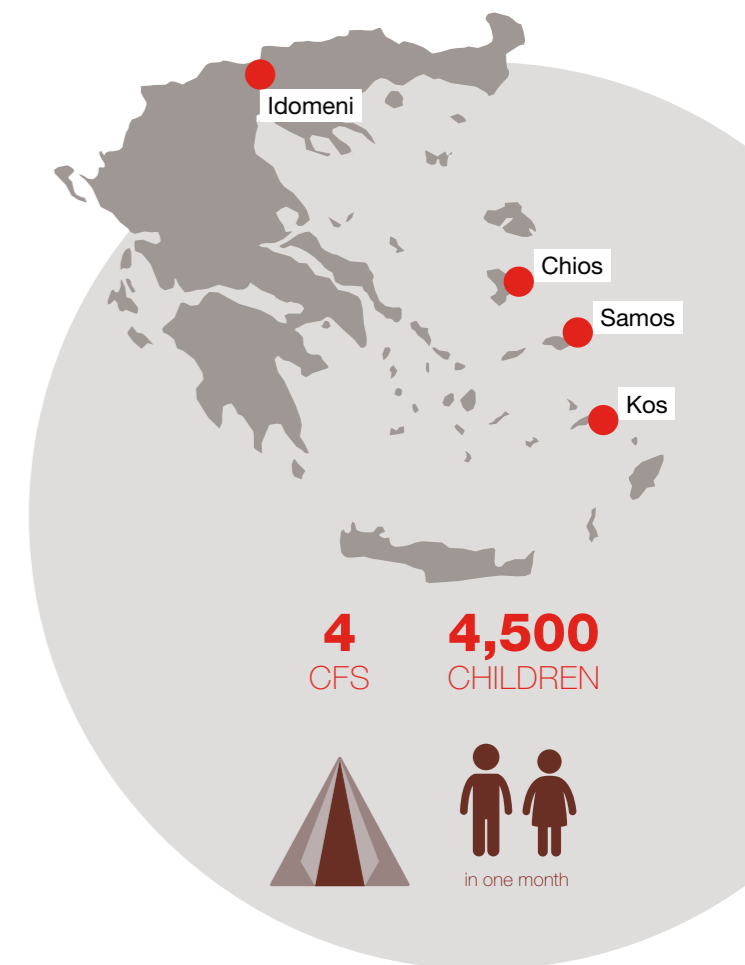 Idomeni
Chios
Samos
Kos
4
CFS
4,500
CHILDREN
in one month